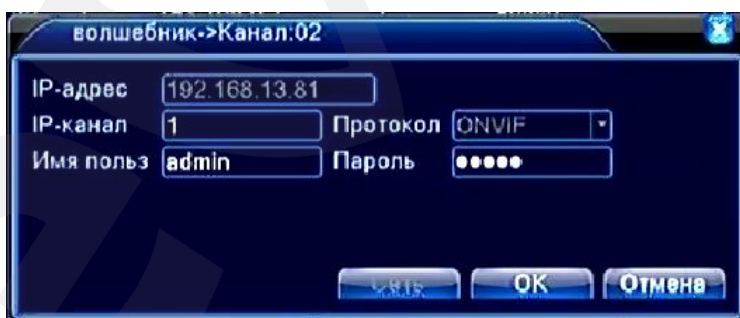 волшебник->Канал:02
IP-адрес 192.168.13.81
IP-канал 1 Протокол ONVIF
Имя польз admin Пароль •••••
Сеть OK Отмена